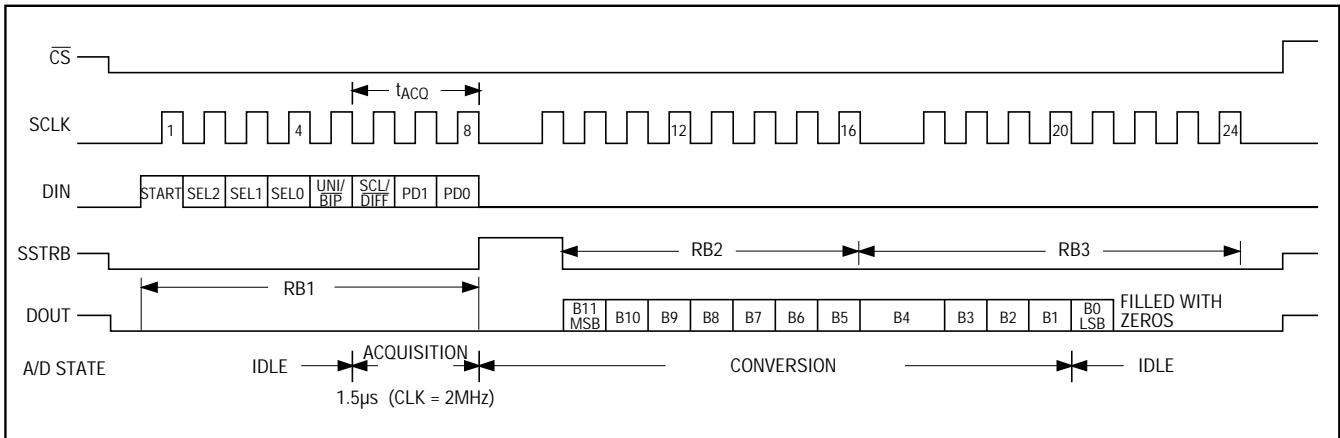 CS
tACQ
SCLK 1 4 8 12 16 20 24
DIN START SEL2 SEL1 SEL0 UNI/BIP SCL/DIFF PD1 PD0
SSTRB RB2 RB3
RB1
DOUT B11 MSB B10 B9 B8 B7 B6 B5 B4 B3 B2 B1 B0 LSB FILLED WITH ZEROS
A/D STATE IDLE ACQUISITION CONVERSION IDLE
1.5µs (CLK = 2MHz)